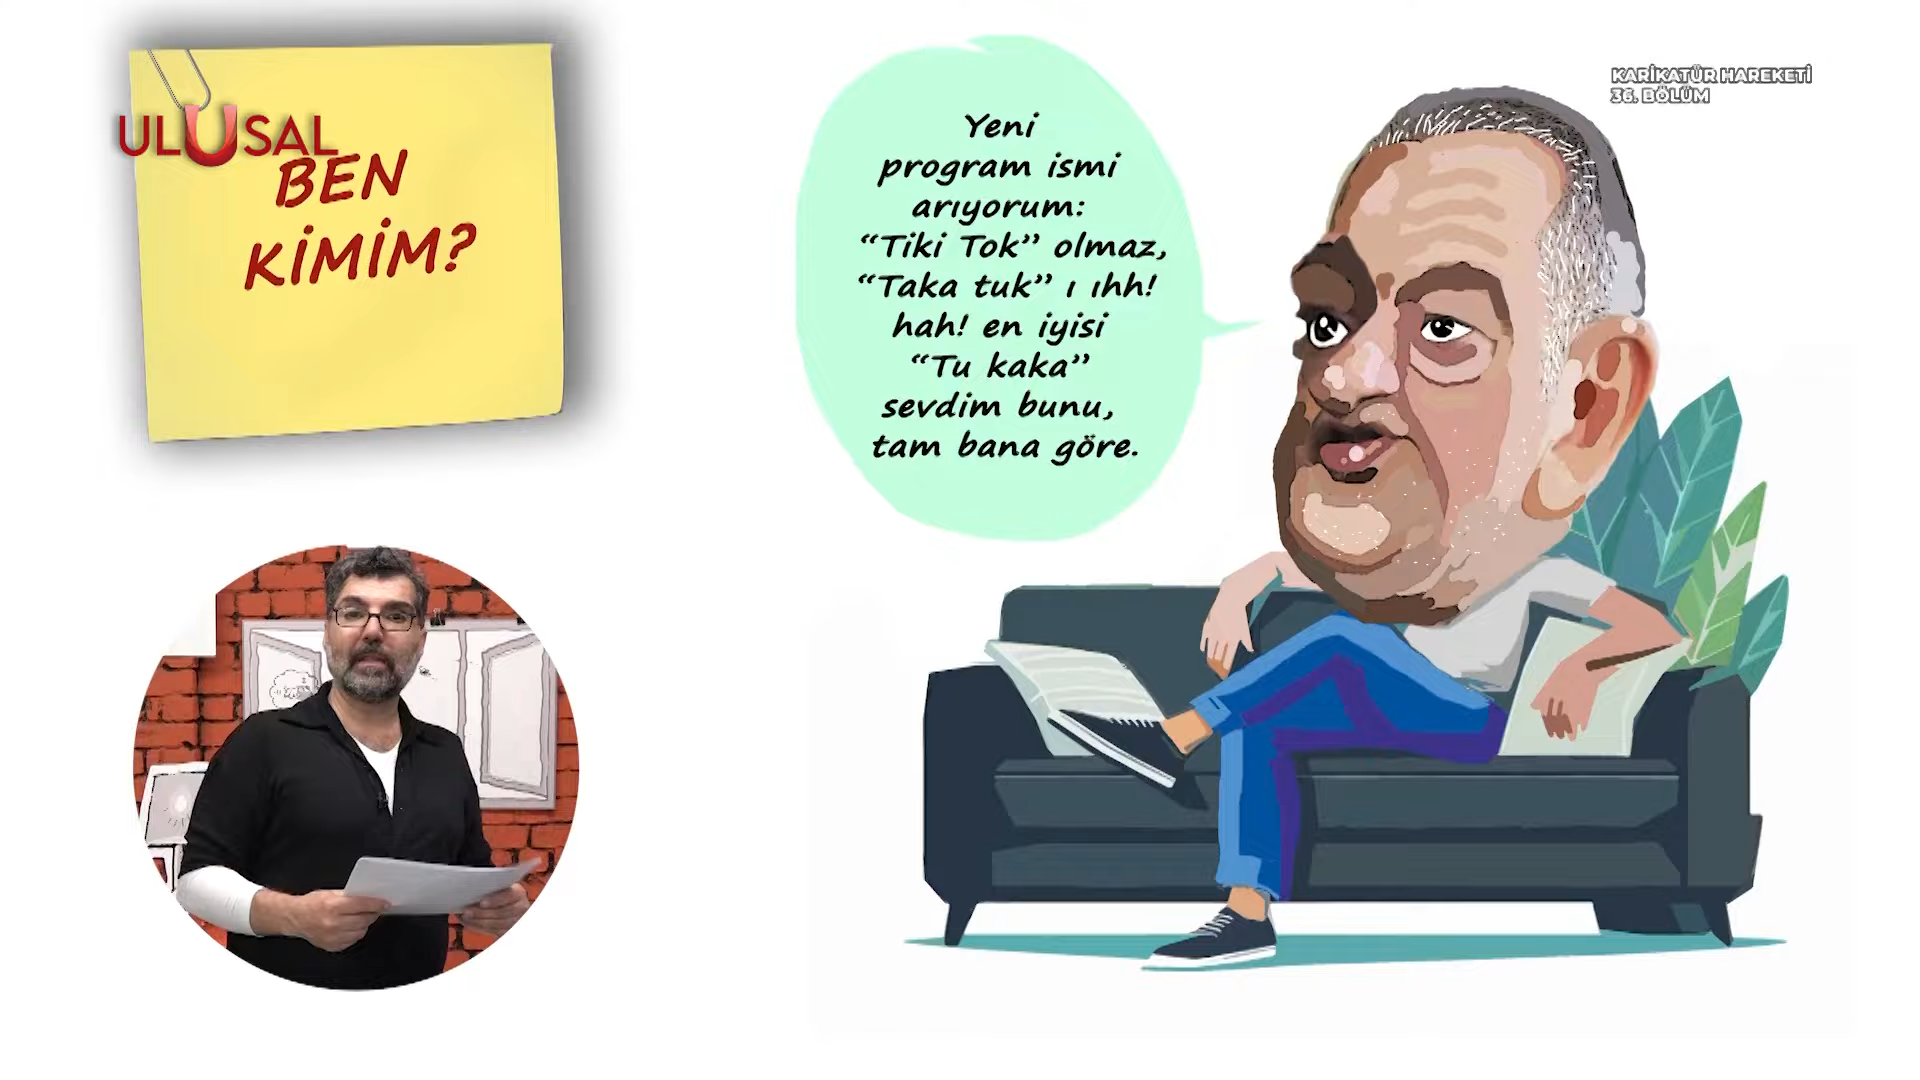 ULUSAL
BEN
KİMİM?
Yeni
program ismi
arıyorum:
“Tiki Tok” olmaz,
“Taka tuk” ı ıhh!
hah! en iyisi
“Tu kaka”
sevdim bunu,
tam bana göre.
KARİKATÜR HAREKETİ
36. BÖLÜM